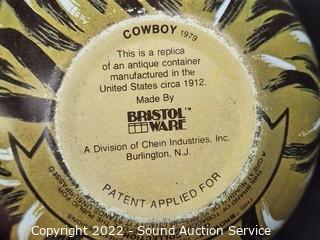 COWBOY 1979
This is a replica
of an antique container
manufactured in the
United States circa 1912.
Made By
BRISTOL™
WARE
A Division of Chein Industries, Inc.
Burlington, N.J.
PATENT APPLIED FOR
Copyright 2022 - Sound Auction Service